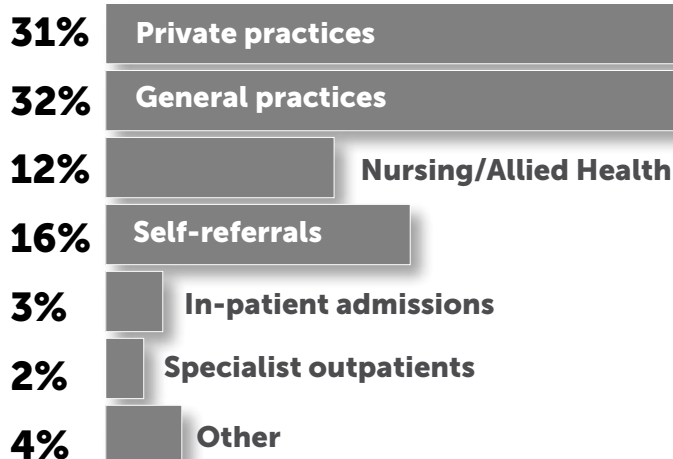 31% Private practices
32% General practices
12% Nursing/Allied Health
16% Self-referrals
3% In-patient admissions
2% Specialist outpatients
4% Other